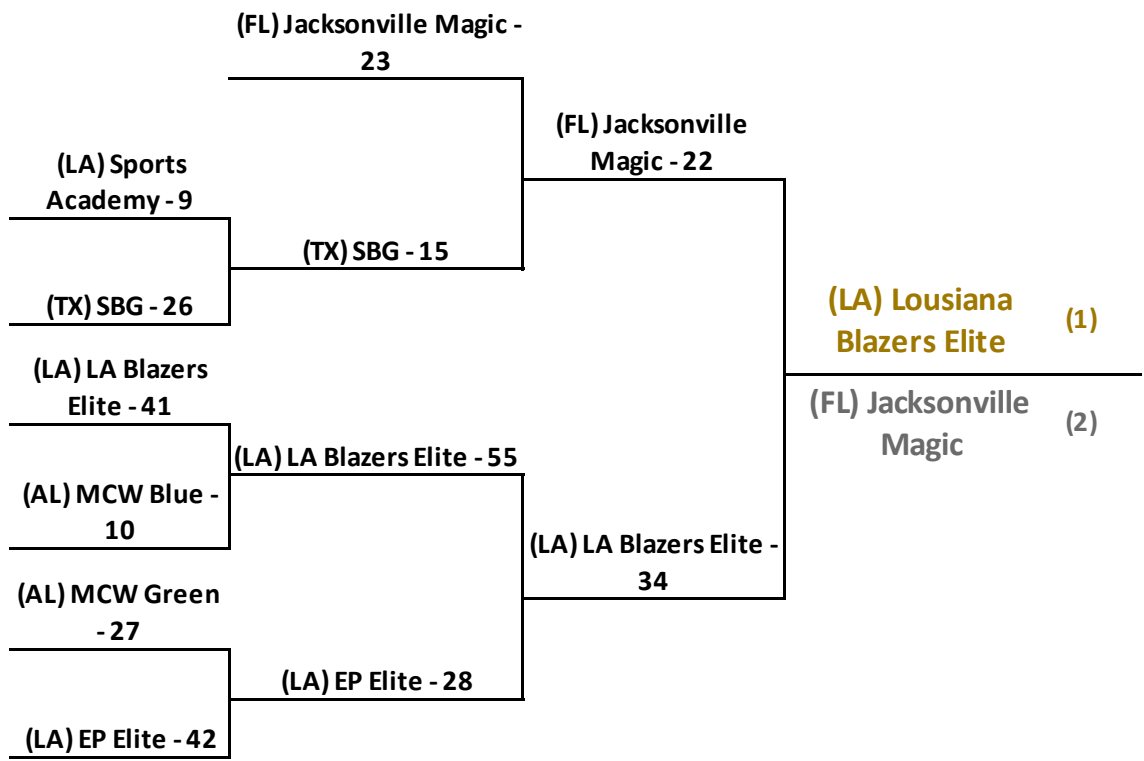 (FL) Jacksonville Magic -
23
(FL) Jacksonville
Magic - 22
(LA) Sports
Academy - 9
(TX) SBG - 15
(TX) SBG - 26
(LA) Lousiana
Blazers Elite
(1)
(LA) LA Blazers
Elite - 41
(FL) Jacksonville
Magic
(2)
(LA) LA Blazers Elite - 55
(AL) MCW Blue -
10
(LA) LA Blazers Elite -
34
(AL) MCW Green
- 27
(LA) EP Elite - 28
(LA) EP Elite - 42